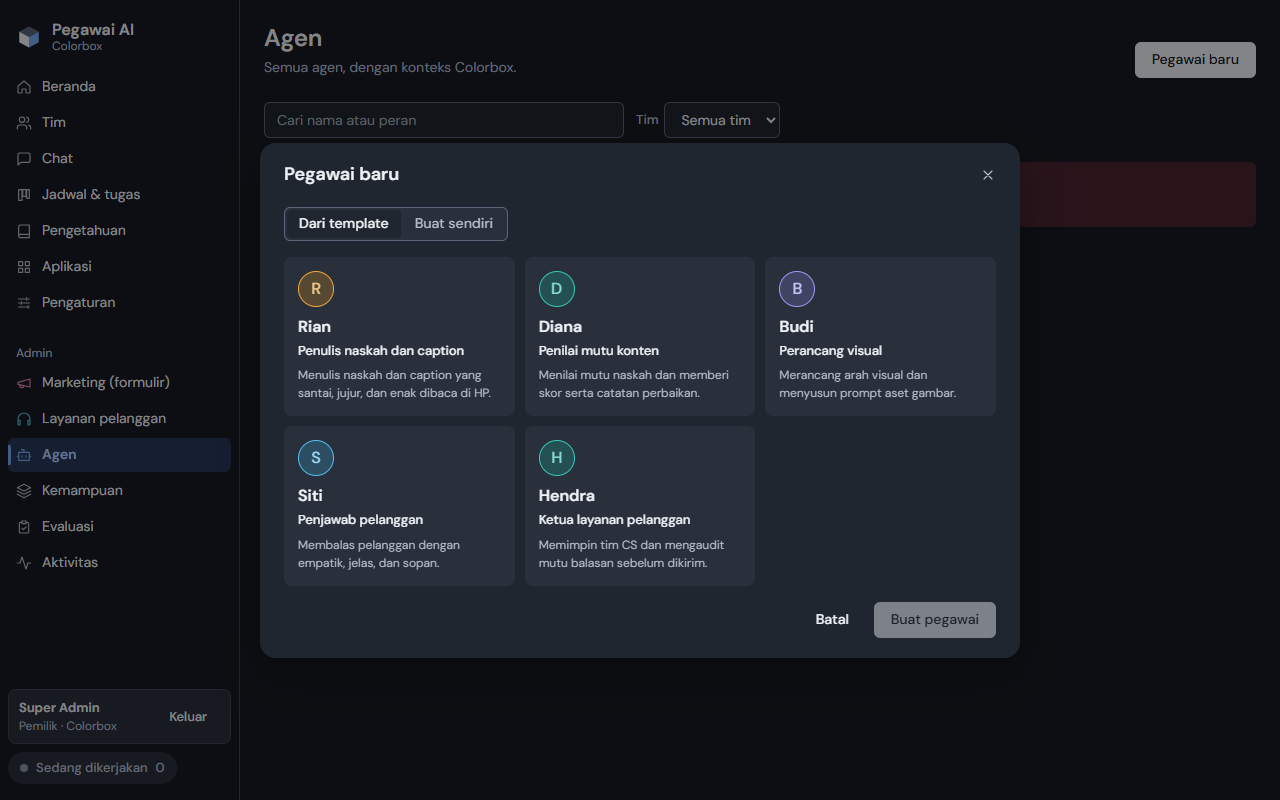 Pegawai AI
Colorbox
Beranda
Tim
Chat
Jadwal & tugas
Pengetahuan
Aplikasi
Pengaturan
Admin
Marketing (formulir)
Layanan pelanggan
Agen
Kemampuan
Evaluasi
Aktivitas
Super Admin
Pemilik · Colorbox
Keluar
Sedang dikerjakan 0
Agen
Semua agen, dengan konteks Colorbox.
Pegawai baru
Cari nama atau peran
Tim
Semua tim
Pegawai baru
Dari template
Buat sendiri
R
Rian
Penulis naskah dan caption
Menulis naskah dan caption yang
santai, jujur, dan enak dibaca di HP.
D
Diana
Penilai mutu konten
Menilai mutu naskah dan memberi
skor serta catatan perbaikan.
B
Budi
Perancang visual
Merancang arah visual dan
menyusun prompt aset gambar.
S
Siti
Penjawab pelanggan
Membalas pelanggan dengan
empatik, jelas, dan sopan.
H
Hendra
Ketua layanan pelanggan
Memimpin tim CS dan mengaudit
mutu balasan sebelum dikirim.
Batal
Buat pegawai